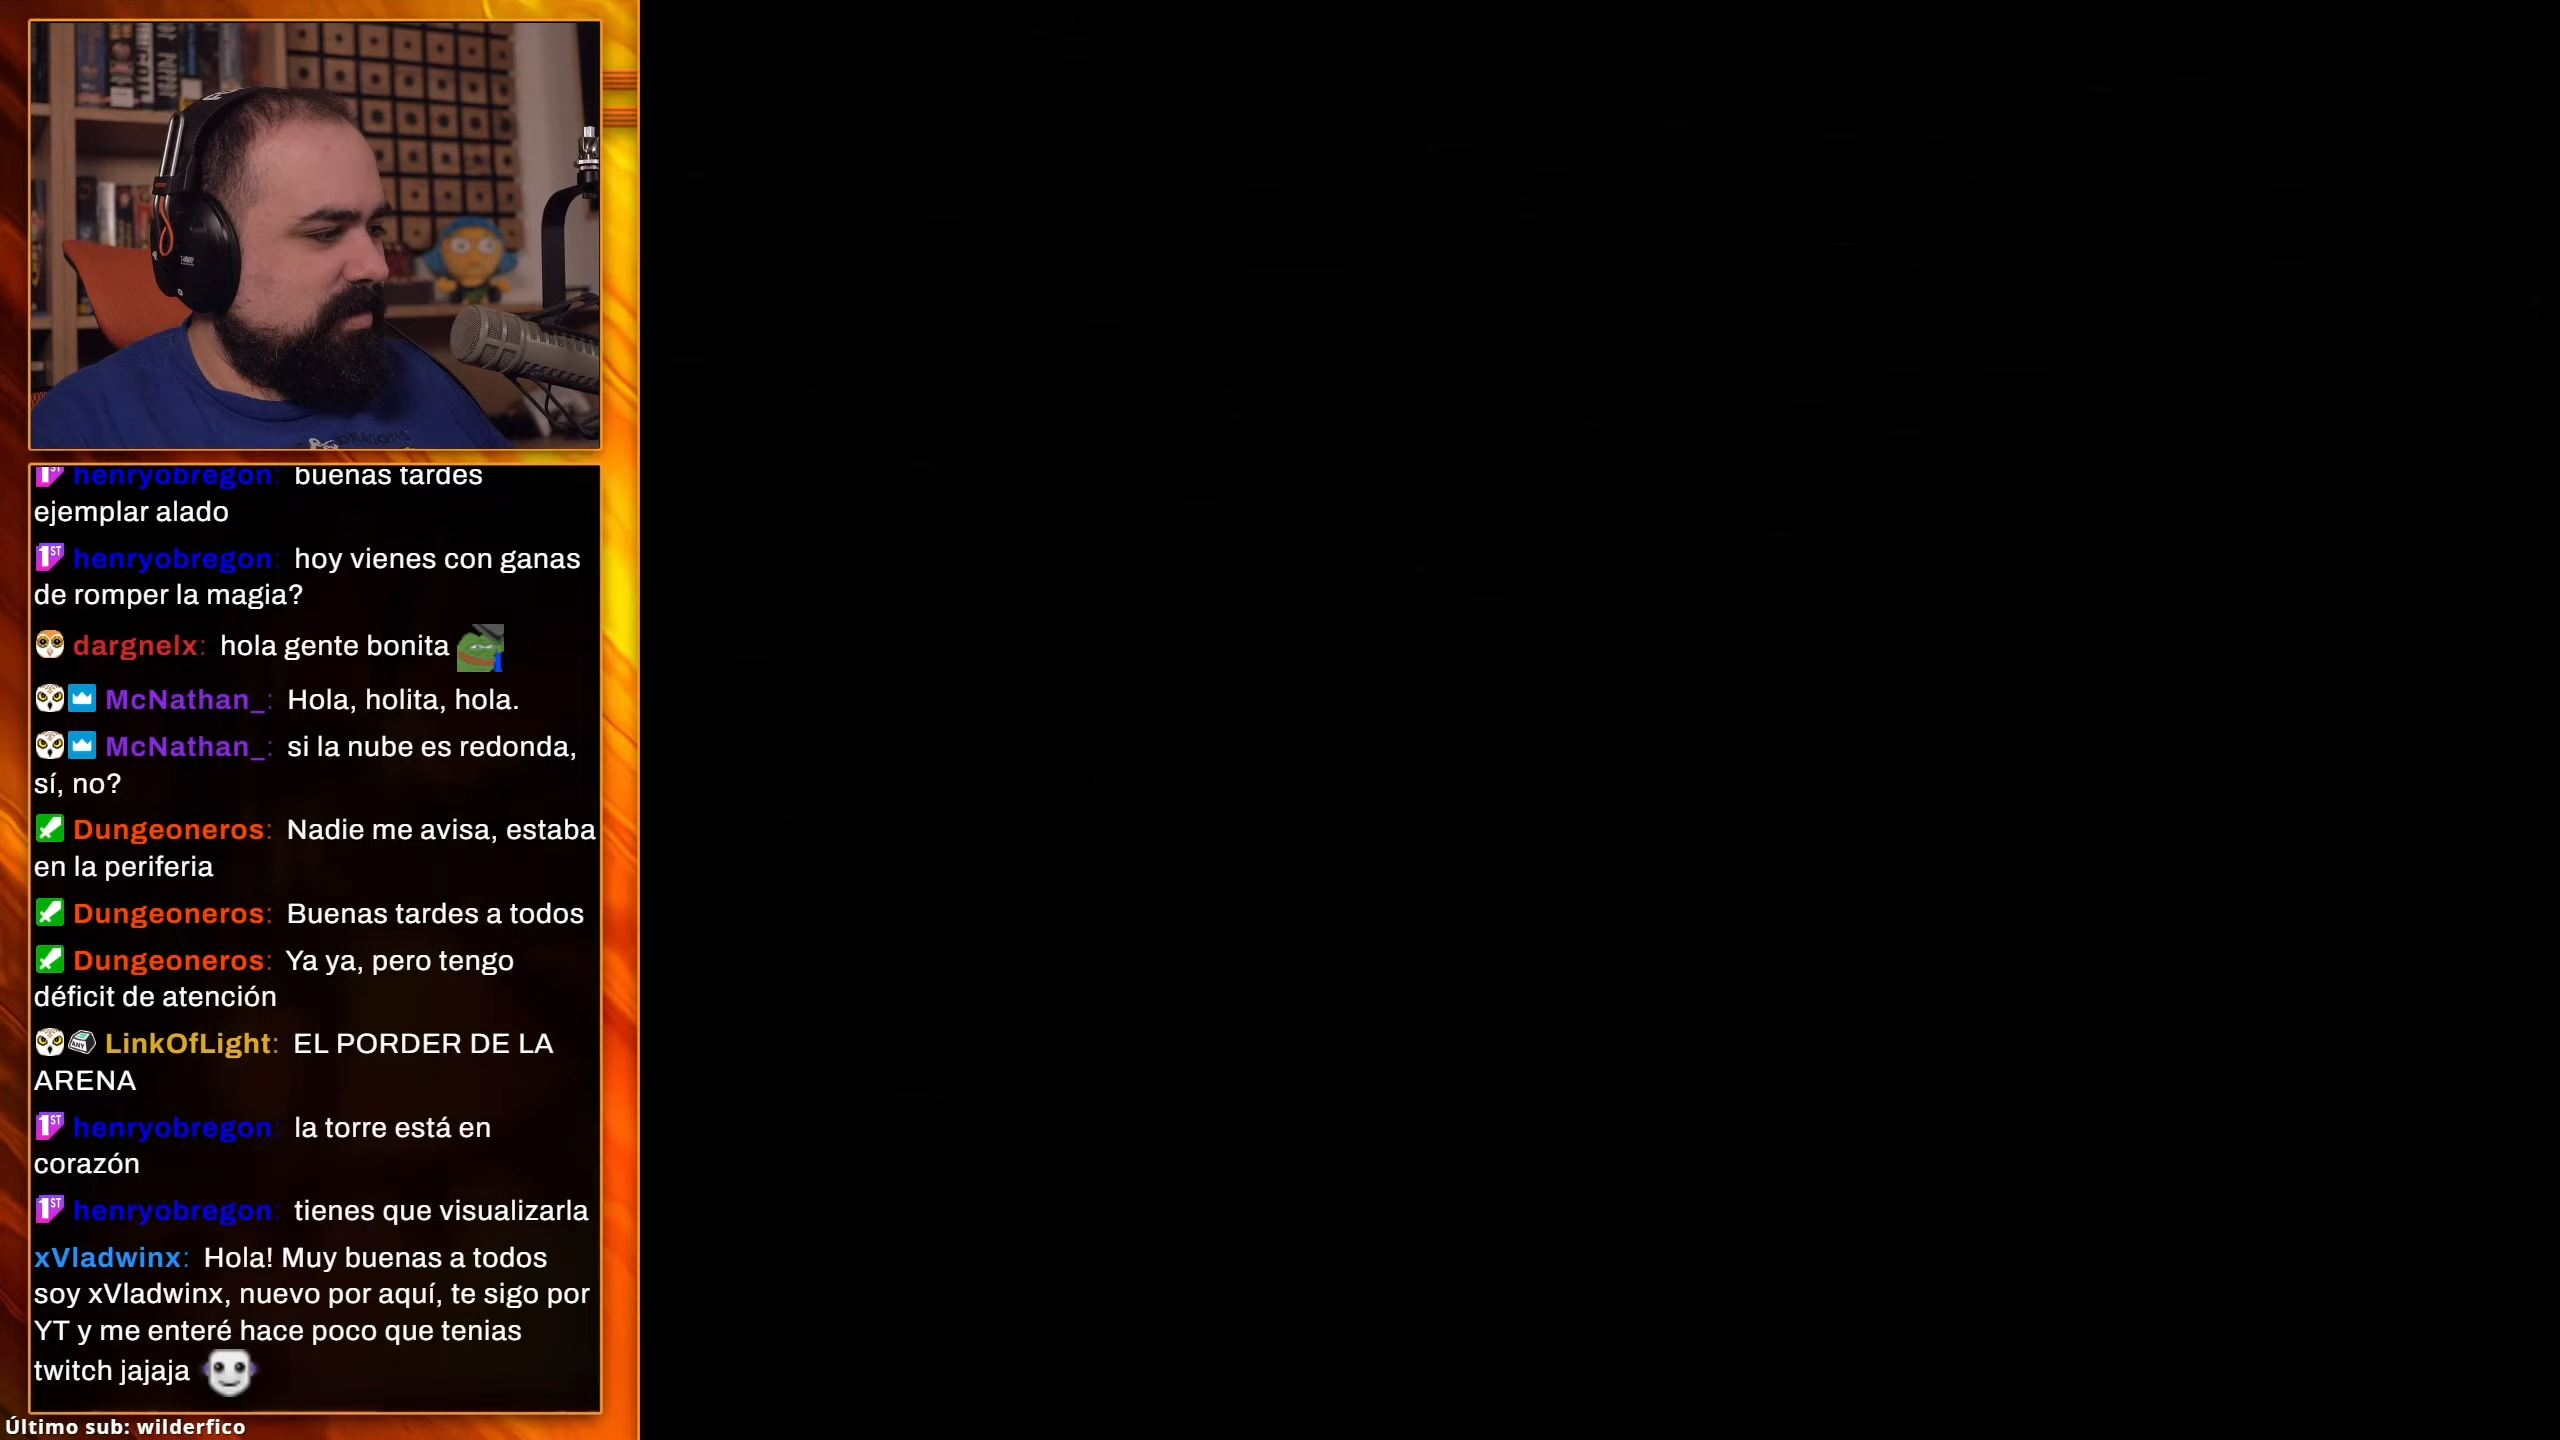 DRAGONS
henryobregon: buenas tardes
ejemplar alado
henryobregon: hoy vienes con ganas
de romper la magia?
dargnelx: hola gente bonita
McNathan_: Hola, holita, hola.
McNathan_: si la nube es redonda,
sí, no?
Dungeoneros: Nadie me avisa, estaba
en la periferia
Dungeoneros: Buenas tardes a todos
Dungeoneros: Ya ya, pero tengo
déficit de atención
LinkOfLight: EL PORDER DE LA
ARENA
henryobregon: la torre está en
corazón
henryobregon: tienes que visualizarla
xVladwinx: Hola! Muy buenas a todos
soy xVladwinx, nuevo por aquí, te sigo por
YT y me enteré hace poco que tenias
twitch jajaja
Último sub: wilderfico